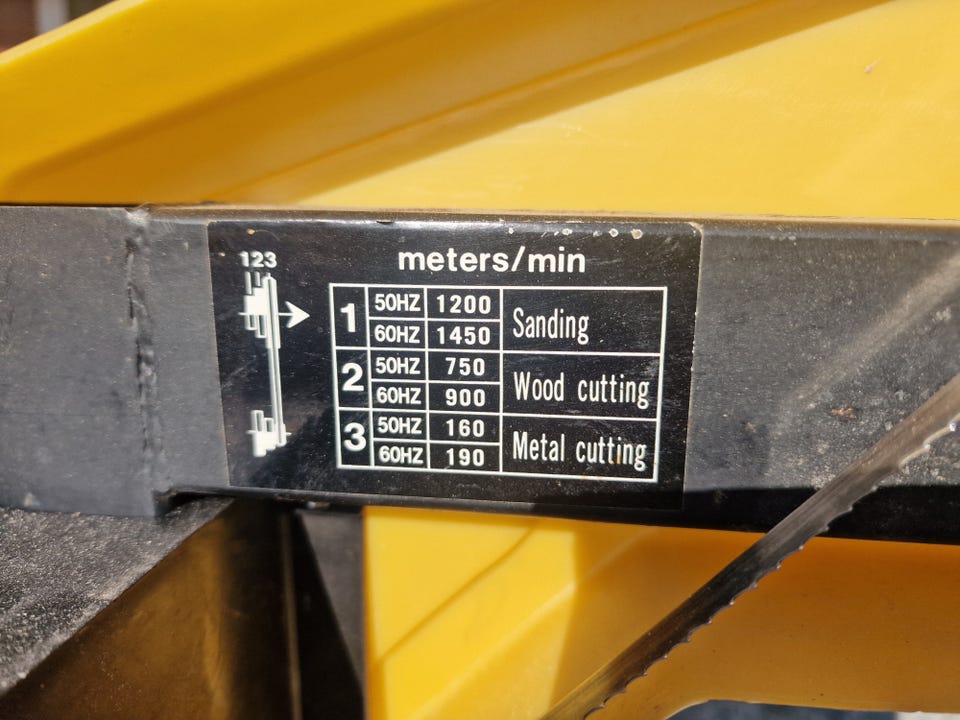 123
meters/min
1 50HZ 1200 Sanding
60HZ 1450
2 50HZ 750 Wood cutting
60HZ 900
3 50HZ 160 Metal cutting
60HZ 190